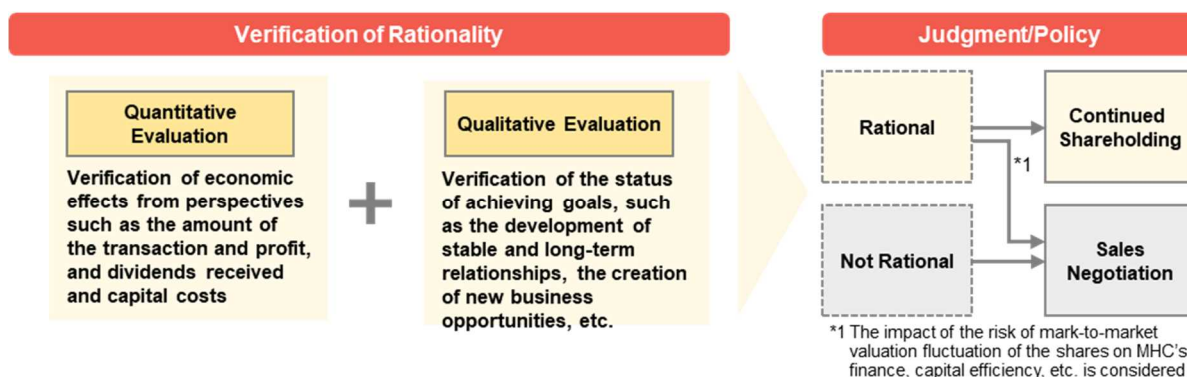 Verification of Rationality
Quantitative
Evaluation
Verification of economic
effects from perspectives
such as the amount of
the transaction and profit,
and dividends received
and capital costs
+
Qualitative Evaluation
Verification of the status
of achieving goals, such
as the development of
stable and long-term
relationships, the creation
of new business
opportunities, etc.
Judgment/Policy
Rational
*1
Continued
Shareholding
Not Rational
Sales
Negotiation
*1 The impact of the risk of mark-to-market
valuation fluctuation of the shares on MHC's
finance, capital efficiency, etc. is considered